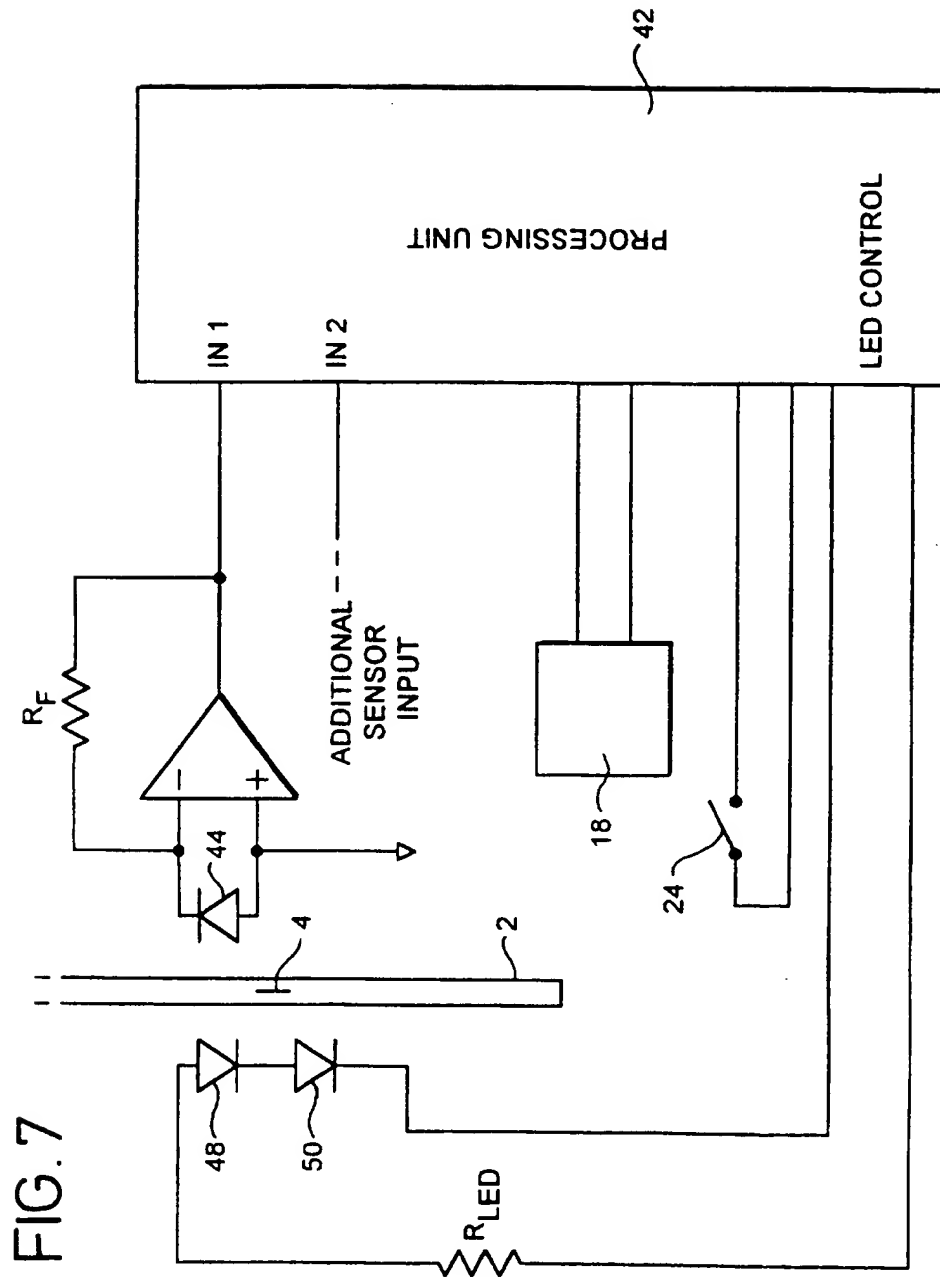 FIG. 7
R_F
44
−
+
IN 1
IN 2
ADDITIONAL
SENSOR
INPUT
4
2
48
50
R_LED
18
24
PROCESSING UNIT
LED CONTROL
42